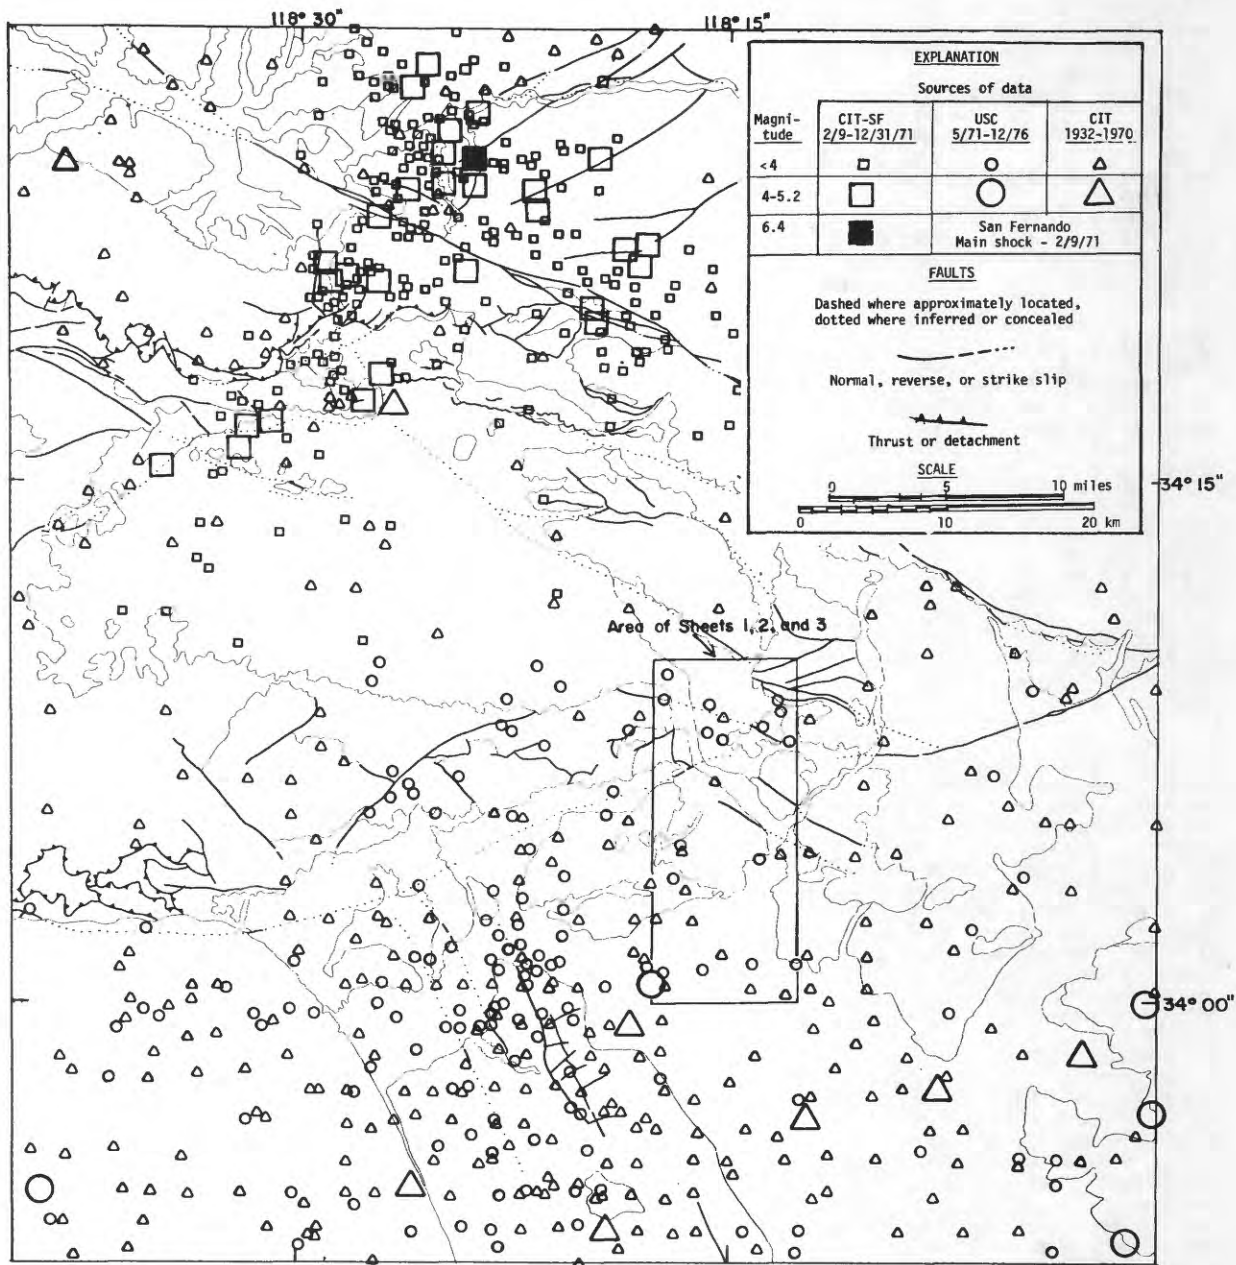 118° 30"
118° 15"
EXPLANATION
Sources of data
Magni-
tude
CIT-SF
2/9-12/31/71
USC
5/71-12/76
CIT
1932-1970
<4
4-5.2
6.4
San Fernando
Main shock - 2/9/71
FAULTS
Dashed where approximately located,
dotted where inferred or concealed
Normal, reverse, or strike slip
Thrust or detachment
SCALE
0 5 10 miles
0 10 20 km
34° 15"
Area of Sheets 1, 2, and 3
34° 00"